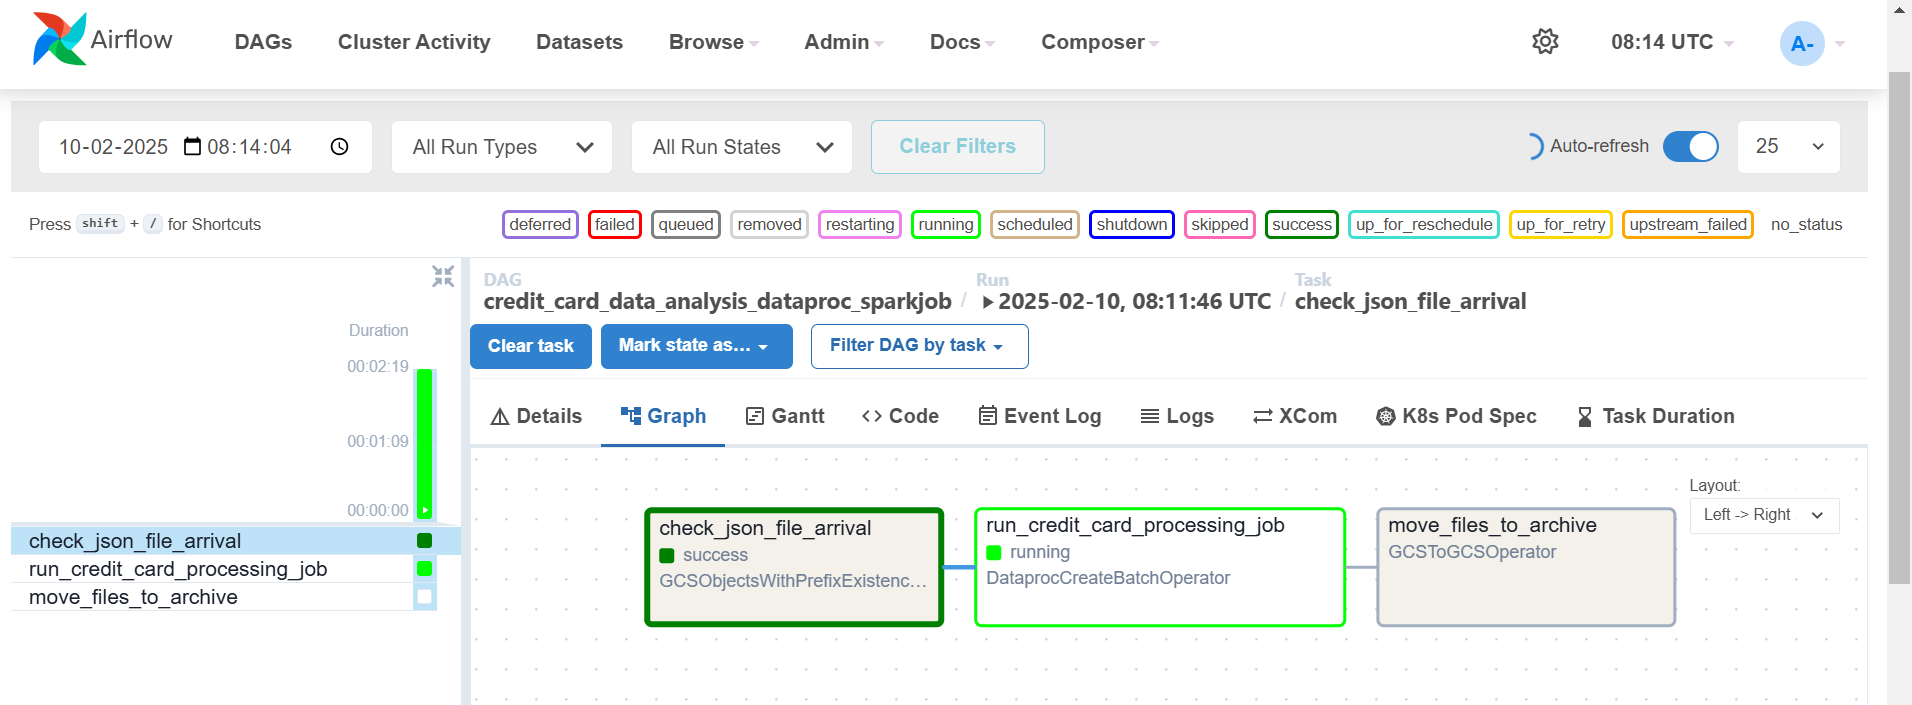 Airflow DAGs Cluster Activity Datasets Browse Admin Docs Composer 08:14 UTC A-
10-02-2025 08:14:04 All Run Types All Run States Clear Filters Auto-refresh 25
Press shift + / for Shortcuts deferred failed queued removed restarting running scheduled shutdown skipped success up_for_reschedule up_for_retry upstream_failed no_status
DAG Run Task
credit_card_data_analysis_dataproc_sparkjob / 2025-02-10, 08:11:46 UTC / check_json_file_arrival
Clear task Mark state as... Filter DAG by task
Duration
00:02:19
00:01:09
00:00:00
check_json_file_arrival
run_credit_card_processing_job
move_files_to_archive
Details Graph Gantt Code Event Log Logs XCom K8s Pod Spec Task Duration
Layout:
Left -> Right
check_json_file_arrival
success
GCSObjectsWithPrefixExistenc...
run_credit_card_processing_job
running
DataprocCreateBatchOperator
move_files_to_archive
GCSToGCSOperator